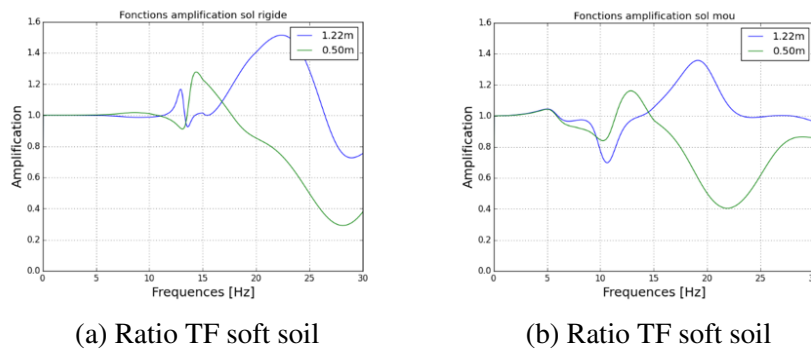 Fonctions amplification sol rigide
1.6
1.4
1.2
1.0
0.8
0.6
0.4
0.2
0.0
Amplification
1.22m
0.50m
0
5
10
15
20
25
30
Frequences [Hz]
(a) Ratio TF soft soil
Fonctions amplification sol mou
1.6
1.4
1.2
1.0
0.8
0.6
0.4
0.2
0.0
Amplification
1.22m
0.50m
0
5
10
15
20
25
30
Frequences [Hz]
(b) Ratio TF soft soil